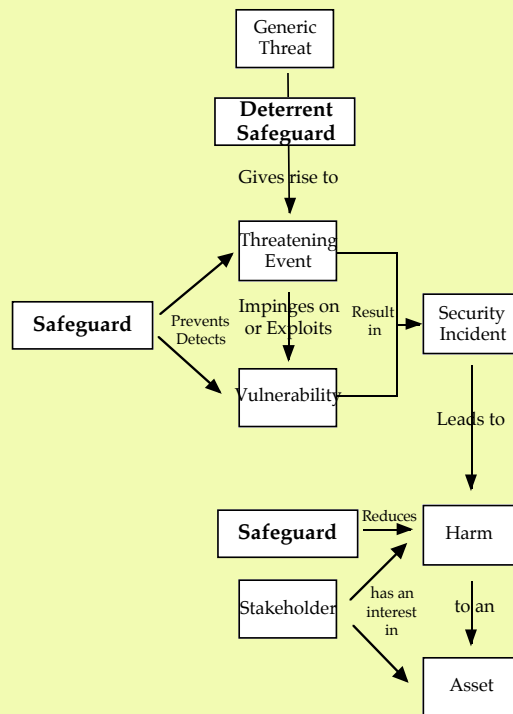 Generic
Threat
Deterrent
Safeguard
Gives rise to
Threatening
Event
Safeguard
Prevents
Detects
Impinges on
or Exploits
Result
in
Security
Incident
Vulnerability
Leads to
Safeguard
Reduces
Harm
Stakeholder
has an
interest
in
to an
Asset